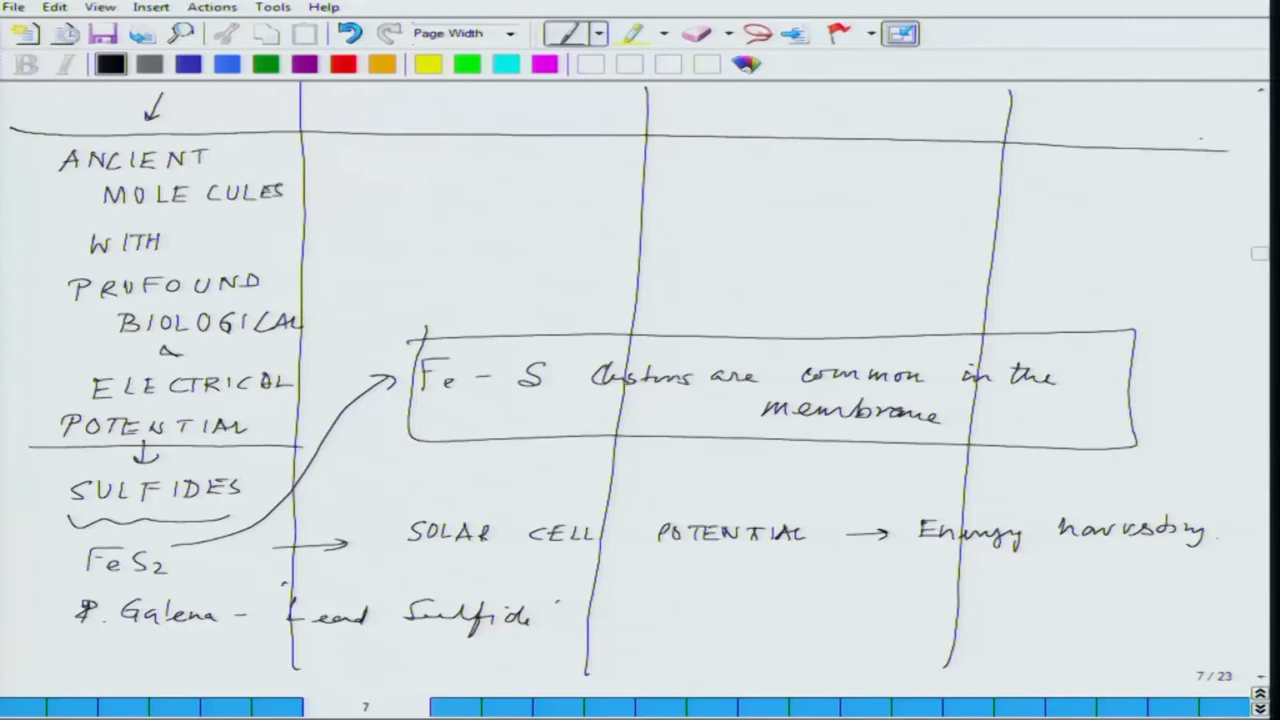 File Edit View Insert Actions Tools Help
Page Width
B I
ANCIENT
MOLECULES
WITH
PROFOUND
BIOLOGICAL
&
ELECTRICAL
POTENTIAL
Fe - S Clusters are common in the
membrane
SULFIDES
FeS2
SOLAR CELL POTENTIAL → Energy harvesting.
Galena - "Lead Sulfide"
7 / 23
7